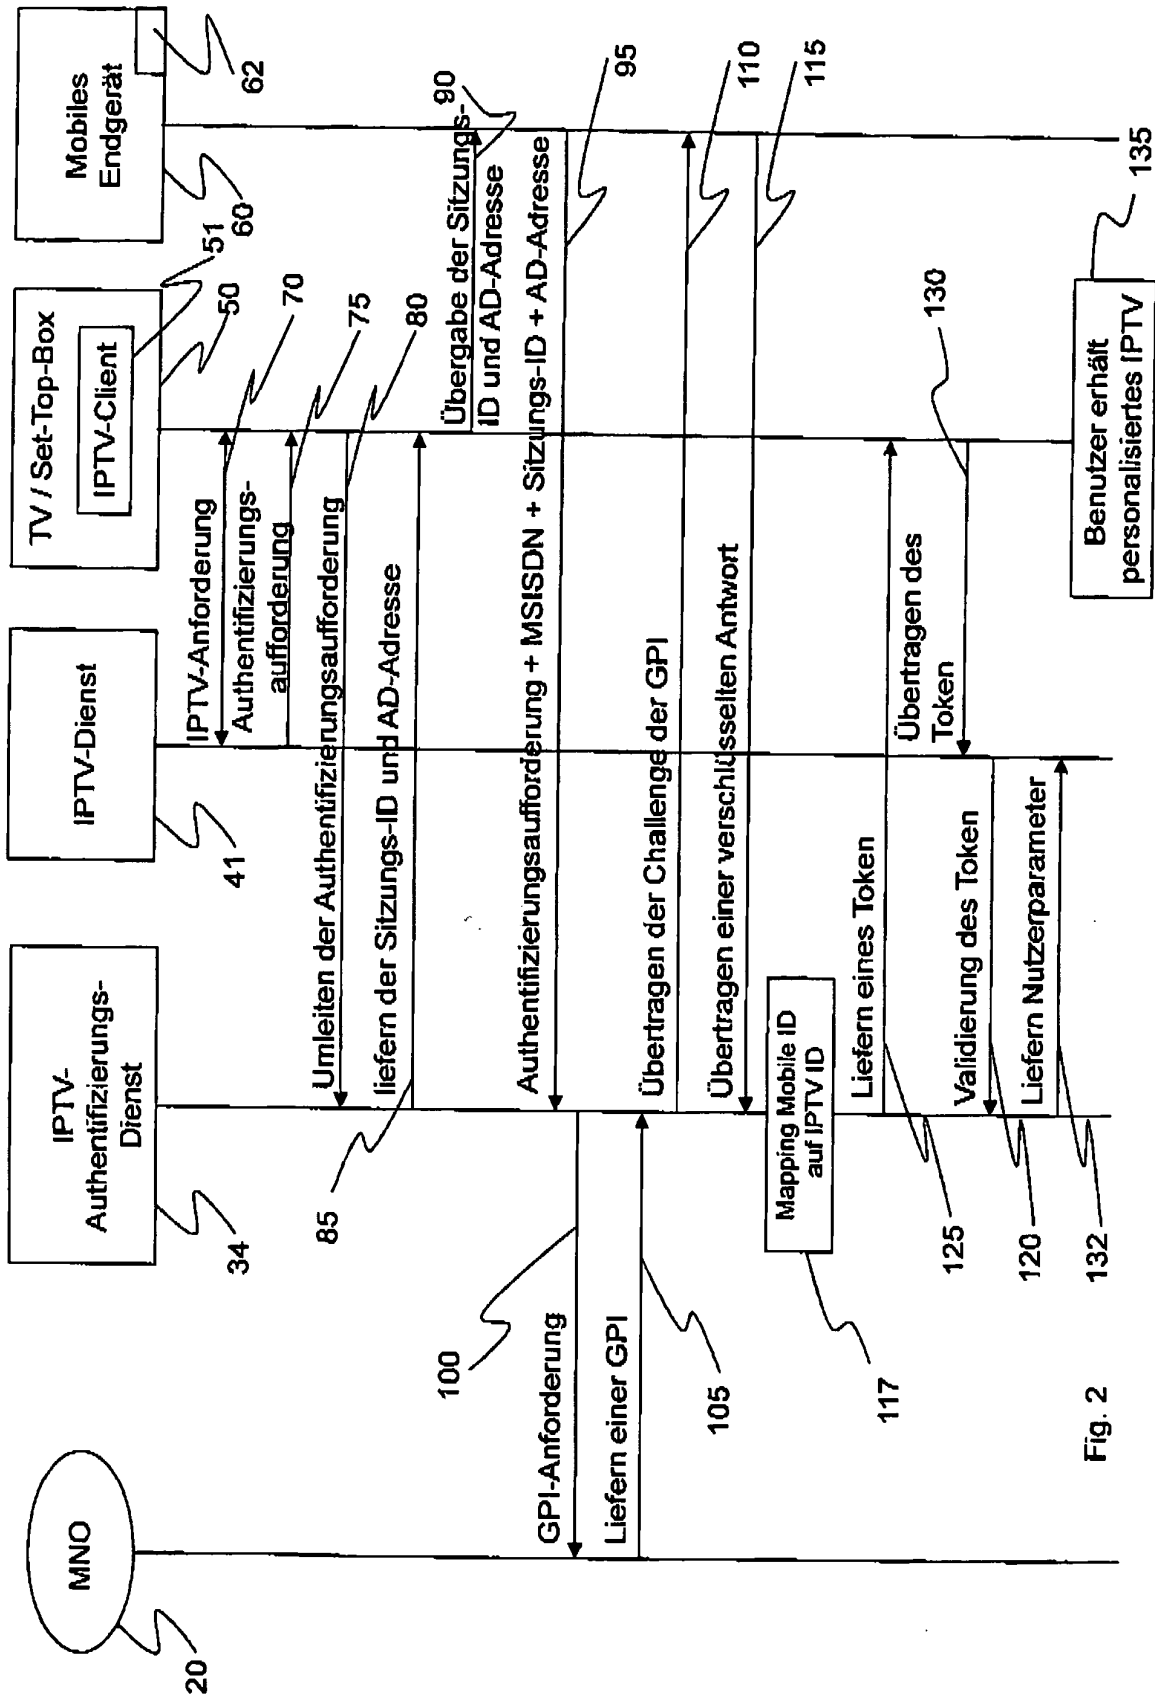 MNO
20
IPTV-
Authentifizierungs-
Dienst
34
IPTV-Dienst
41
TV / Set-Top-Box
IPTV-Client
51
50
Mobiles
Endgerät
62
60
IPTV-Anforderung
70
Authentifizierungs-
aufforderung
75
Umleiten der Authentifizierungsaufforderung
80
liefern der Sitzungs-ID und AD-Adresse
85
Übergabe der Sitzungs-
ID und AD-Adresse
90
Authentifizierungsaufforderung + MSISDN + Sitzungs-ID + AD-Adresse
95
GPI-Anforderung
100
Liefern einer GPI
105
Übertragen der Challenge der GPI
110
Übertragen einer verschlüsselten Antwort
115
Mapping Mobile ID
auf IPTV ID
117
Liefern eines Token
125
Übertragen des
Token
130
Validierung des Token
120
Liefern Nutzerparameter
132
Benutzer erhält
personalisiertes IPTV
135
Fig. 2